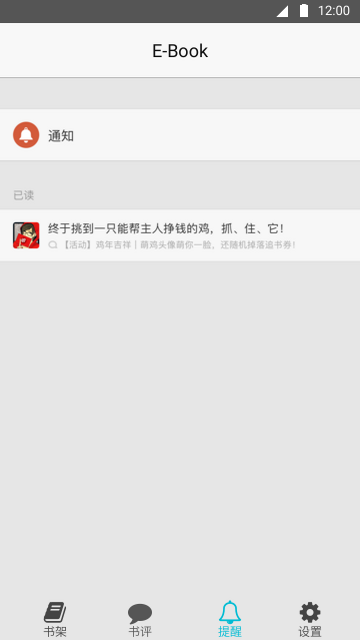 12:00
E-Book
通知
已读
终于挑到一只能帮主人挣钱的鸡，抓、住、它！
【活动】鸡年吉祥｜萌鸡头像萌你一脸，还随机掉落追书券！
书架
书评
提醒
设置